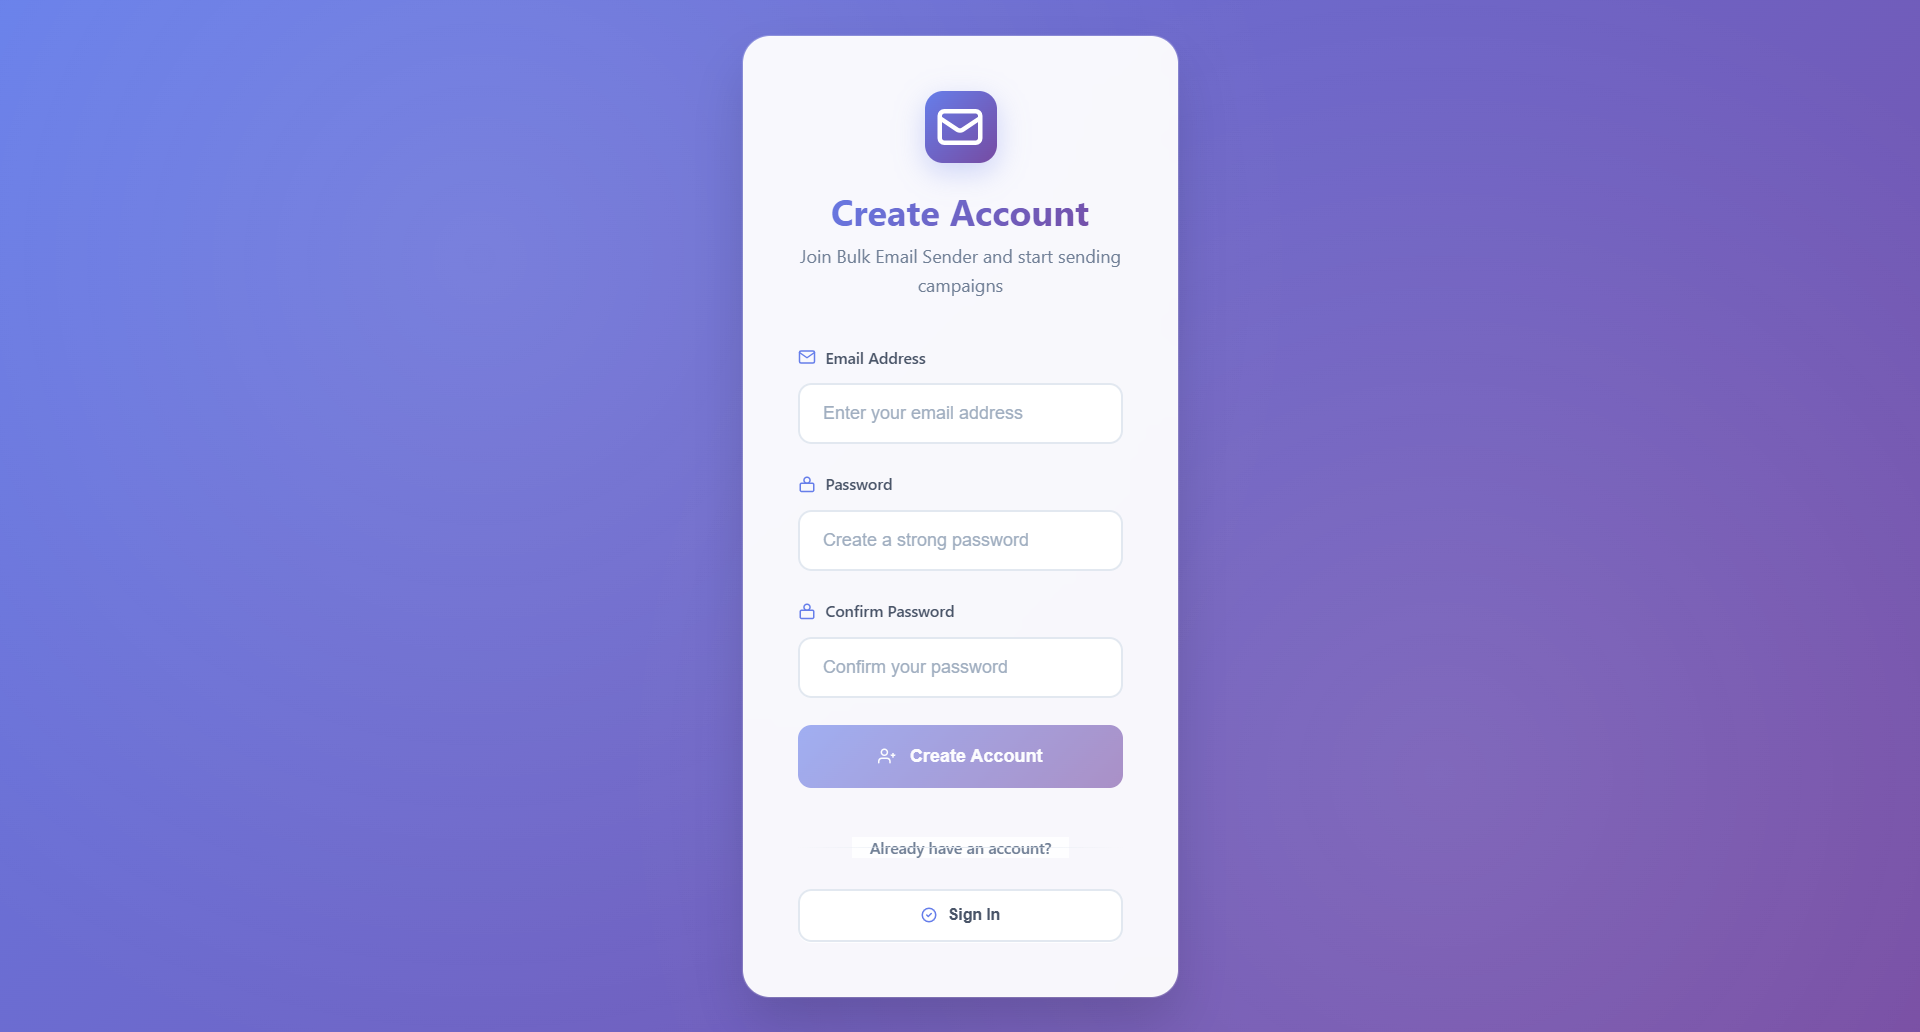 Create Account
Join Bulk Email Sender and start sending
campaigns
Email Address
Enter your email address
Password
Create a strong password
Confirm Password
Confirm your password
Create Account
Already have an account?
Sign In